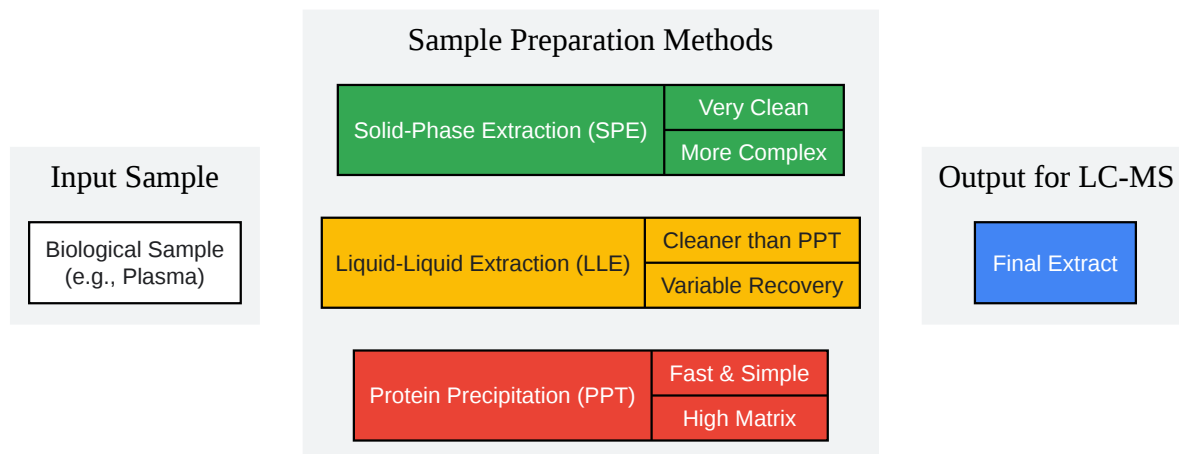 Input Sample
Biological Sample
(e.g., Plasma)
Sample Preparation Methods
Solid-Phase Extraction (SPE)
Very Clean
More Complex
Liquid-Liquid Extraction (LLE)
Cleaner than PPT
Variable Recovery
Protein Precipitation (PPT)
Fast & Simple
High Matrix
Output for LC-MS
Final Extract